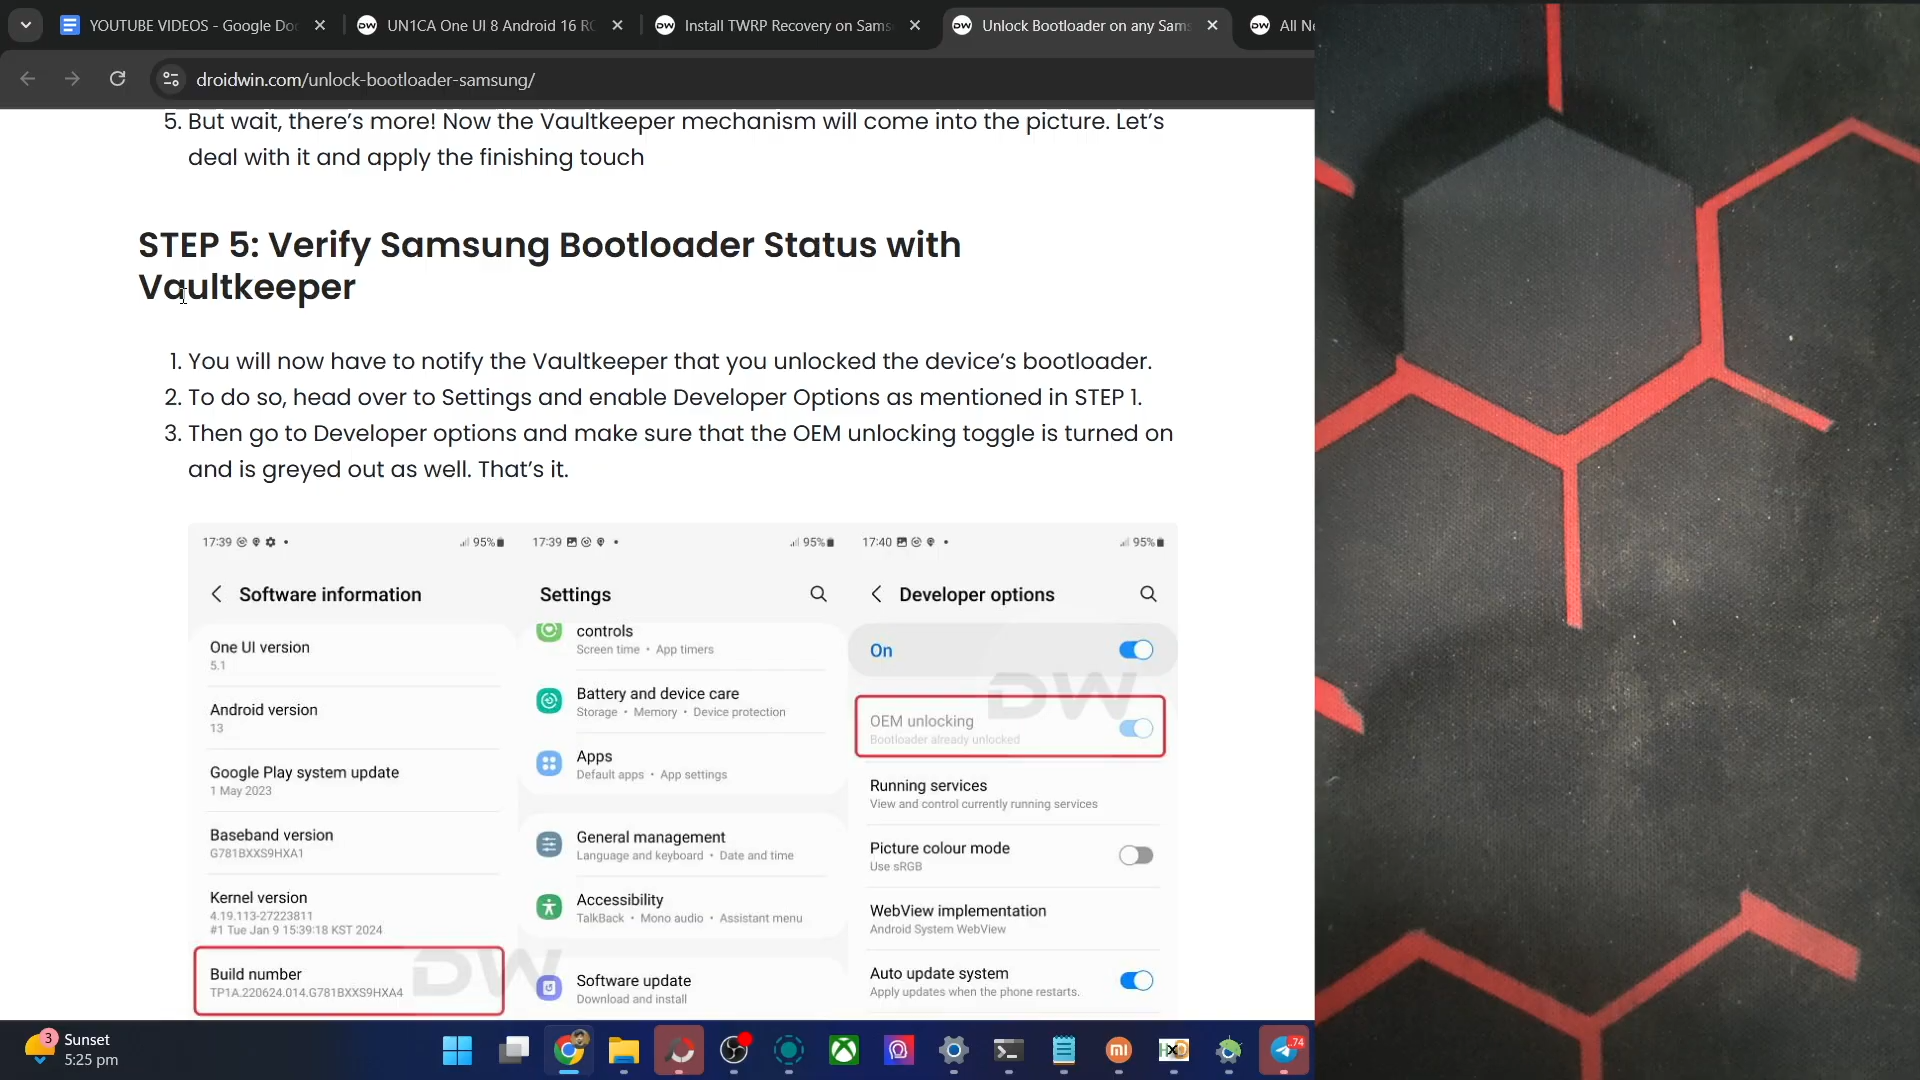 YOUTUBE VIDEOS - Google Do
UN1CA One UI 8 Android 16 RO
Install TWRP Recovery on Sams
Unlock Bootloader on any Sams
All Ne
droidwin.com/unlock-bootloader-samsung/
5. But wait, there's more! Now the Vaultkeeper mechanism will come into the picture. Let's
deal with it and apply the finishing touch
STEP 5: Verify Samsung Bootloader Status with
Vaultkeeper
1. You will now have to notify the Vaultkeeper that you unlocked the device's bootloader.
2. To do so, head over to Settings and enable Developer Options as mentioned in STEP 1.
3. Then go to Developer options and make sure that the OEM unlocking toggle is turned on
and is greyed out as well. That's it.
17:39
95%
Software information
One UI version
5.1
Android version
13
Google Play system update
1 May 2023
Baseband version
G781BXXS9HXA1
Kernel version
4.19.113-27223811
#1 Tue Jan 9 15:39:18 KST 2024
Build number
TP1A.220624.014.G781BXXS9HXA4
DW
17:39
95%
Settings
controls
Screen time • App timers
Battery and device care
Storage • Memory • Device protection
Apps
Default apps • App settings
General management
Language and keyboard • Date and time
Accessibility
TalkBack • Mono audio • Assistant menu
Software update
Download and install
17:40
95%
Developer options
On
DW
OEM unlocking
Bootloader already unlocked
Running services
View and control currently running services
Picture colour mode
Use sRGB
WebView implementation
Android System WebView
Auto update system
Apply updates when the phone restarts.
3
Sunset
5:25 pm
74